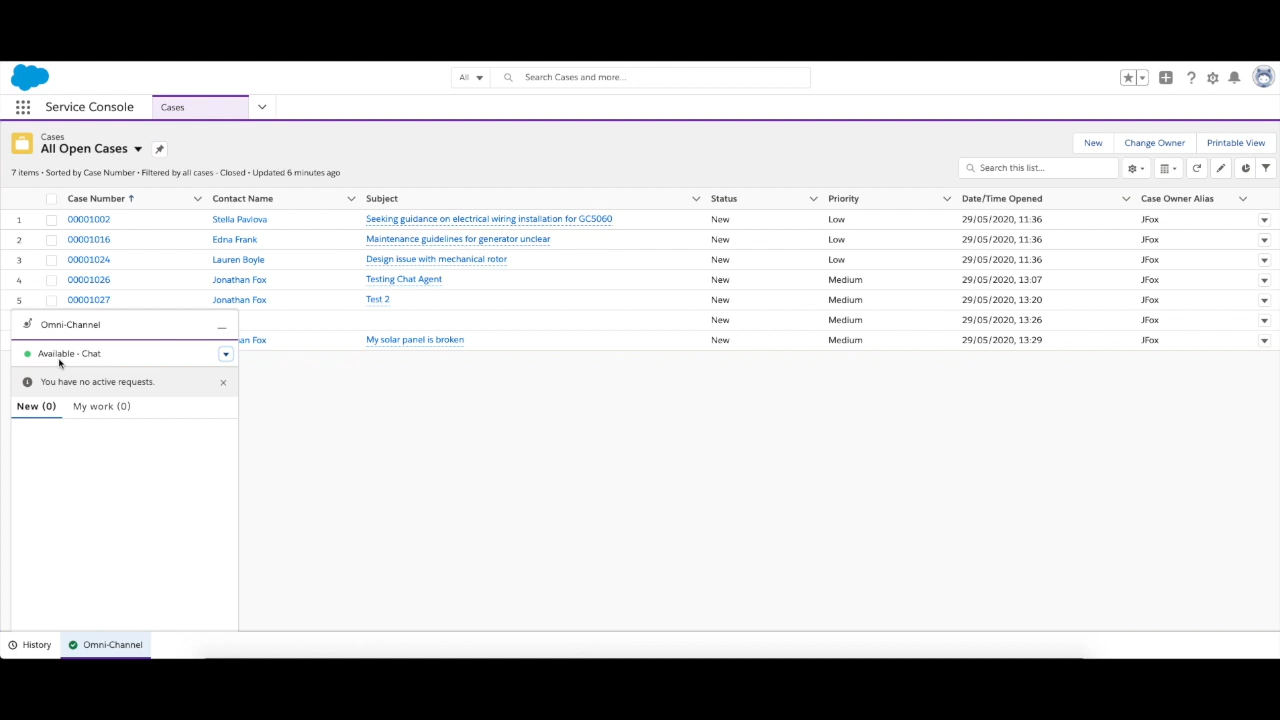 All Search Cases and more...
Service Console Cases
Cases
All Open Cases
New Change Owner Printable View
7 items • Sorted by Case Number • Filtered by all cases - Closed • Updated 6 minutes ago
Search this list...
Case Number Contact Name Subject Status Priority Date/Time Opened Case Owner Alias
1 00001002 Stella Pavlova Seeking guidance on electrical wiring installation for GC5060 New Low 29/05/2020, 11:36 JFox
2 00001016 Edna Frank Maintenance guidelines for generator unclear New Low 29/05/2020, 11:36 JFox
3 00001024 Lauren Boyle Design issue with mechanical rotor New Low 29/05/2020, 11:36 JFox
4 00001026 Jonathan Fox Testing Chat Agent New Medium 29/05/2020, 13:07 JFox
5 00001027 Jonathan Fox Test 2 New Medium 29/05/2020, 13:20 JFox
New Medium 29/05/2020, 13:26 JFox
an Fox My solar panel is broken New Medium 29/05/2020, 13:29 JFox
Omni-Channel
Available - Chat
You have no active requests.
New (0) My work (0)
History Omni-Channel